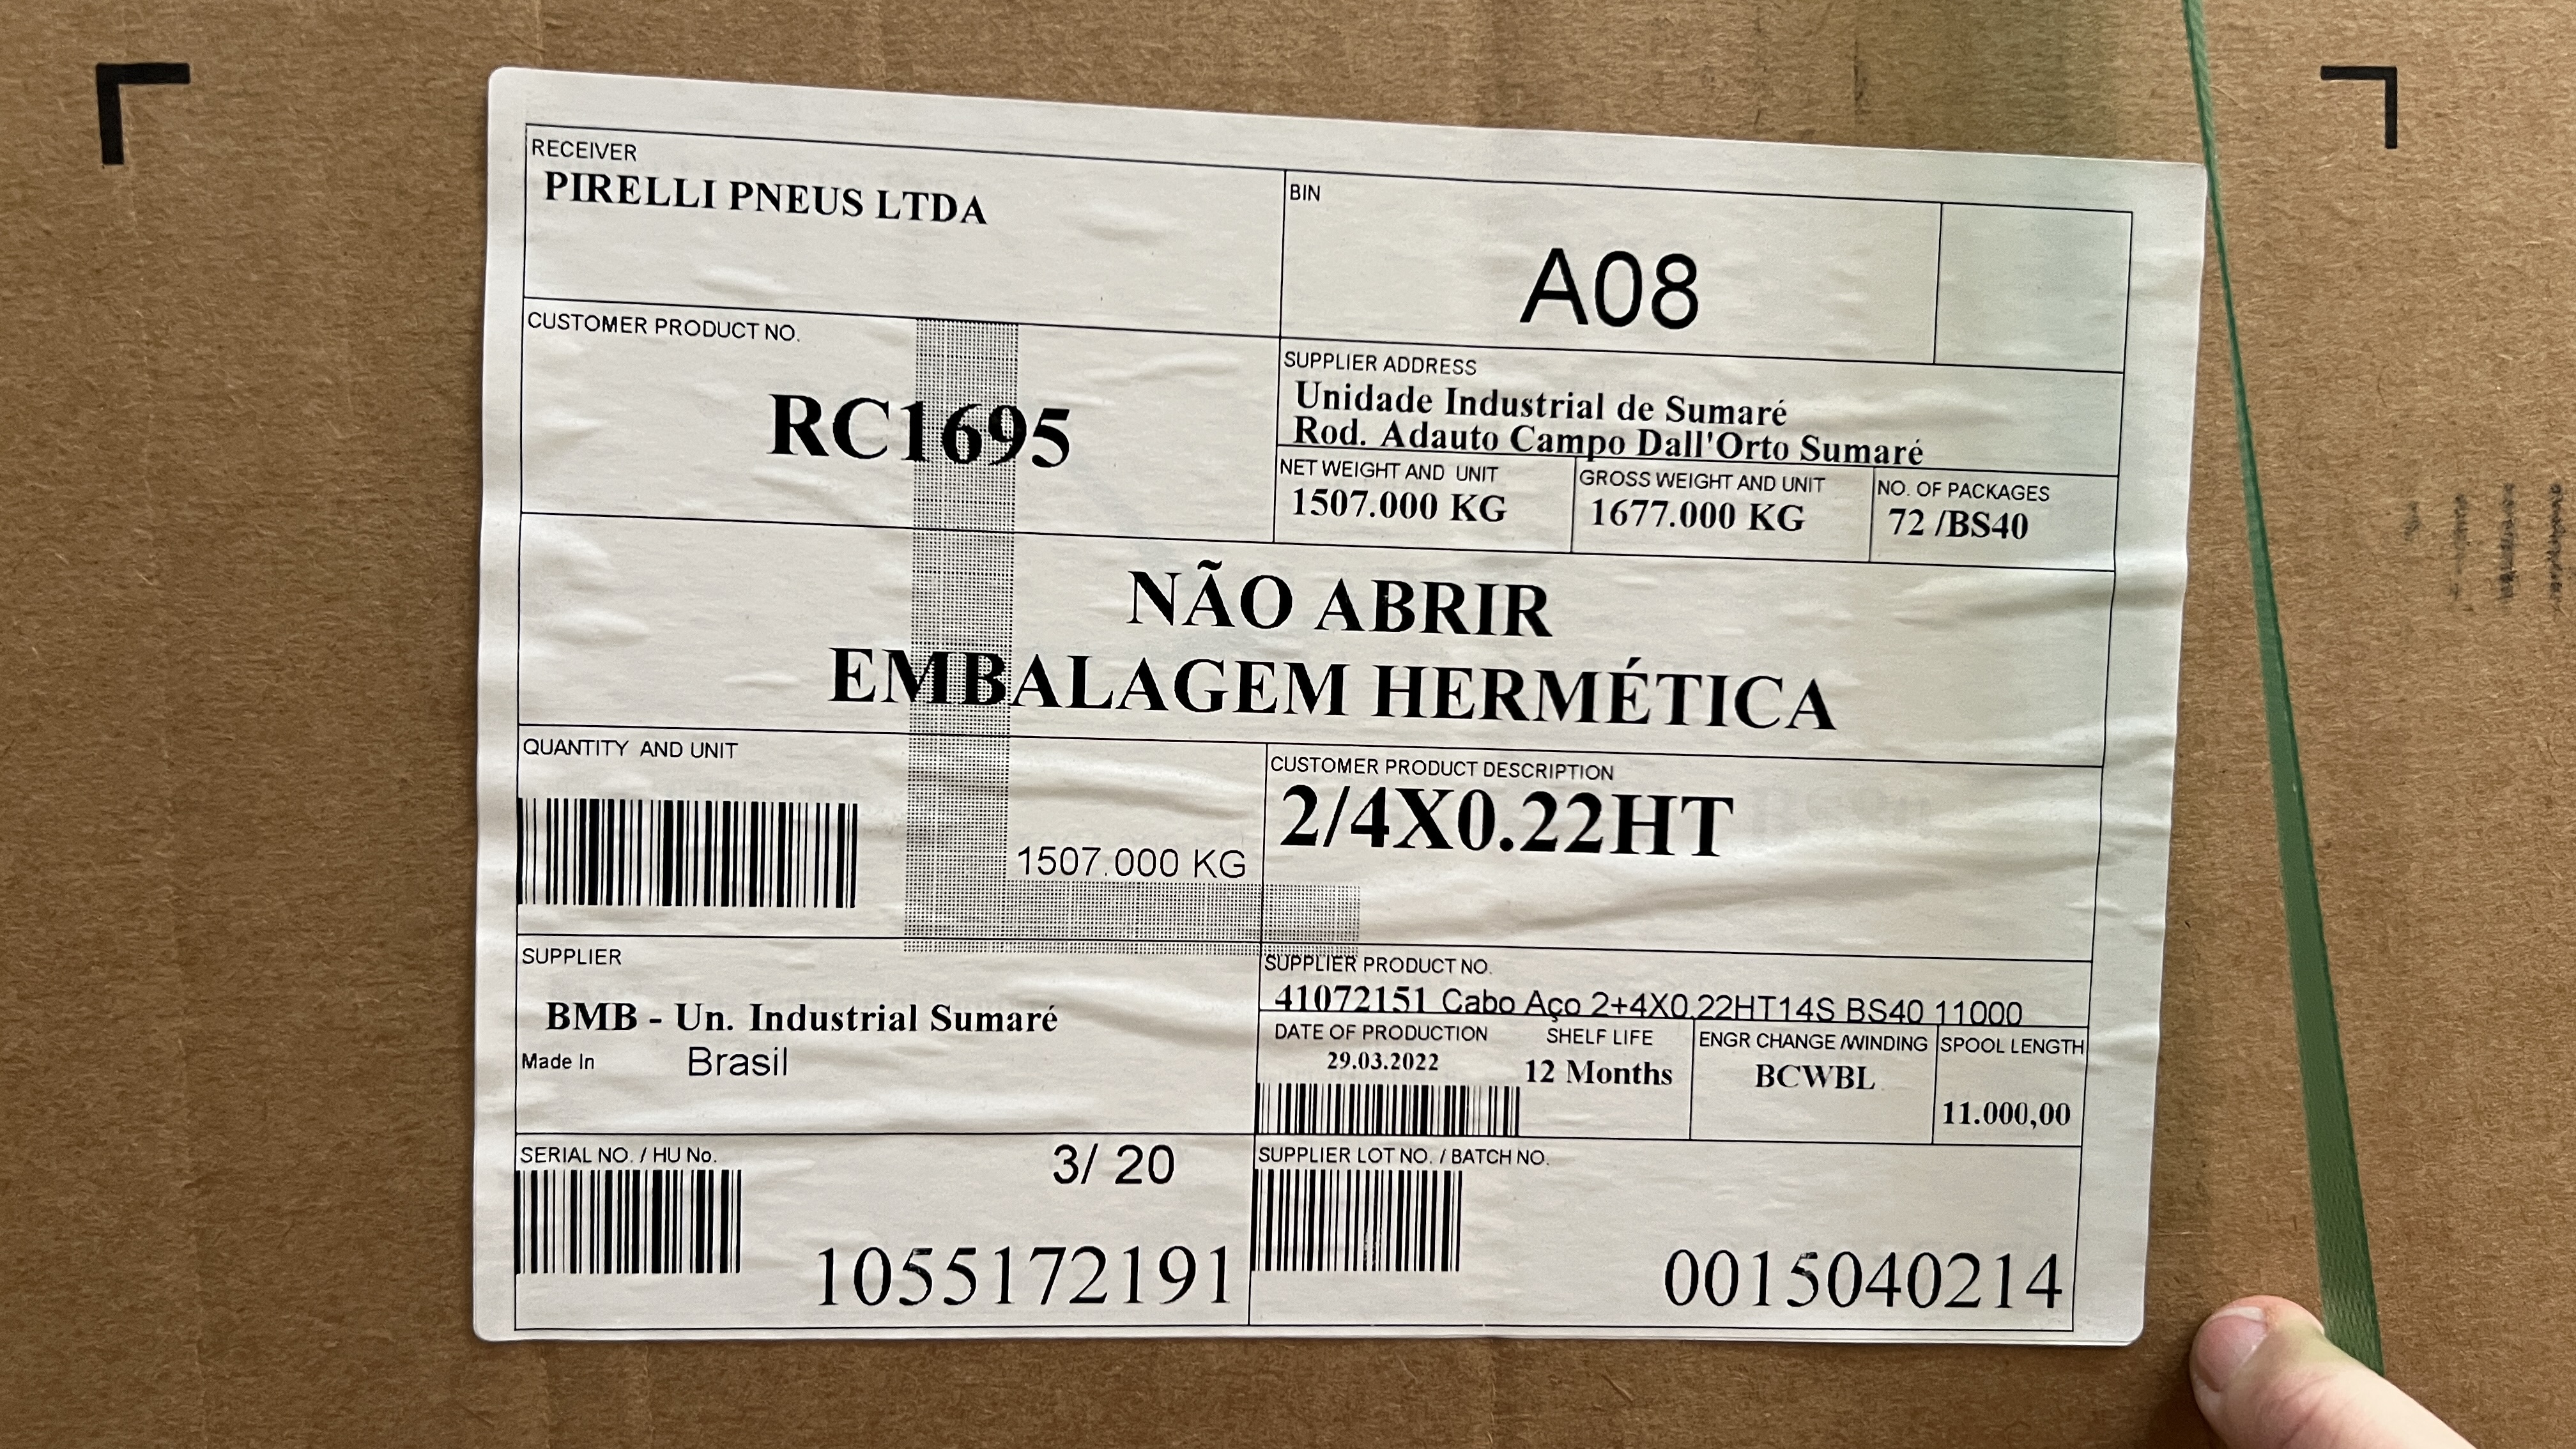 RECEIVER
PIRELLI PNEUS LTDA
BIN
A08
CUSTOMER PRODUCT NO.
RC1695
SUPPLIER ADDRESS
Unidade Industrial de Sumaré
Rod. Adauto Campo Dall'Orto Sumaré
NET WEIGHT AND UNIT
1507.000 KG
GROSS WEIGHT AND UNIT
1677.000 KG
NO. OF PACKAGES
72 /BS40
NÃO ABRIR
EMBALAGEM HERMÉTICA
QUANTITY AND UNIT
1507.000 KG
CUSTOMER PRODUCT DESCRIPTION
2/4X0.22HT
SUPPLIER
BMB - Un. Industrial Sumaré
Made In Brasil
SUPPLIER PRODUCT NO.
41072151 Cabo Aço 2+4X0.22HT14S BS40 11000
DATE OF PRODUCTION
29.03.2022
SHELF LIFE
12 Months
ENGR CHANGE /WINDING
BCWBL
SPOOL LENGTH
11.000,00
SERIAL NO. / HU No.
3/ 20
1055172191
SUPPLIER LOT NO. / BATCH NO.
0015040214